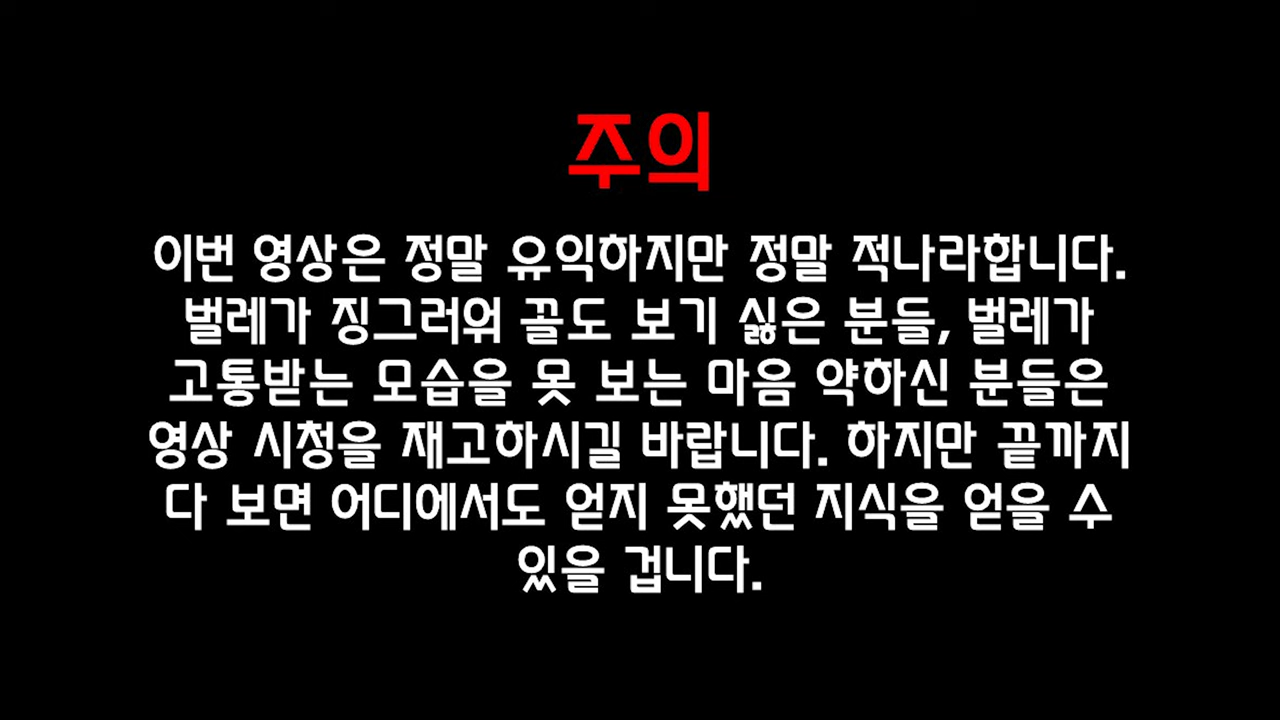 주의
이번 영상은 정말 유익하지만 정말 적나라합니다.
벌레가 징그러워 꼴도 보기 싫은 분들, 벌레가
고통받는 모습을 못 보는 마음 약하신 분들은
영상 시청을 재고하시길 바랍니다. 하지만 끝까지
다 보면 어디에서도 얻지 못했던 지식을 얻을 수
있을 겁니다.